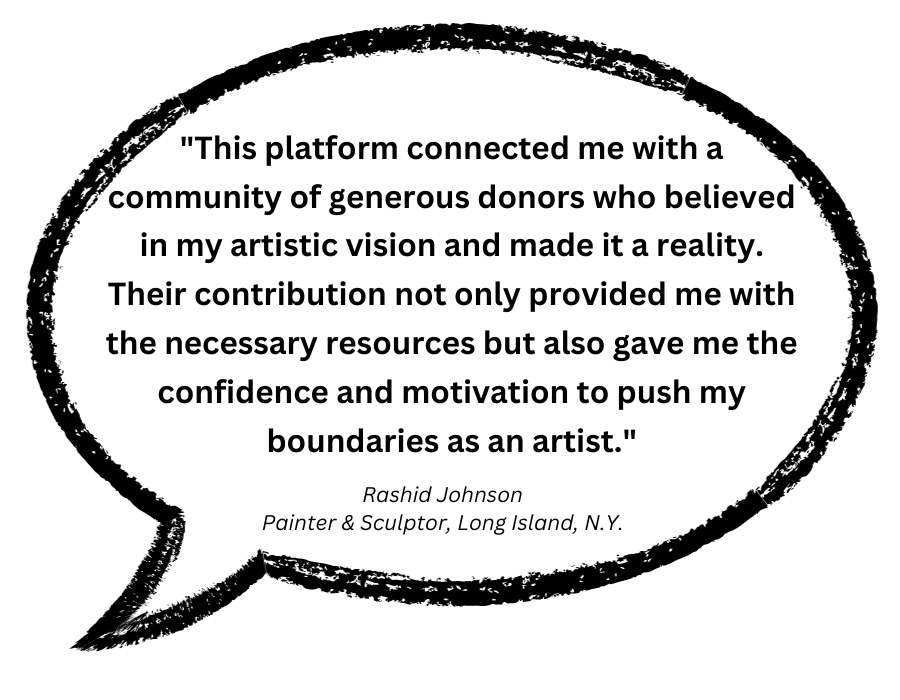 "This platform connected me with a
community of generous donors who believed
in my artistic vision and made it a reality.
Their contribution not only provided me with
the necessary resources but also gave me the
confidence and motivation to push my
boundaries as an artist."
Rashid Johnson
Painter & Sculptor, Long Island, N.Y.